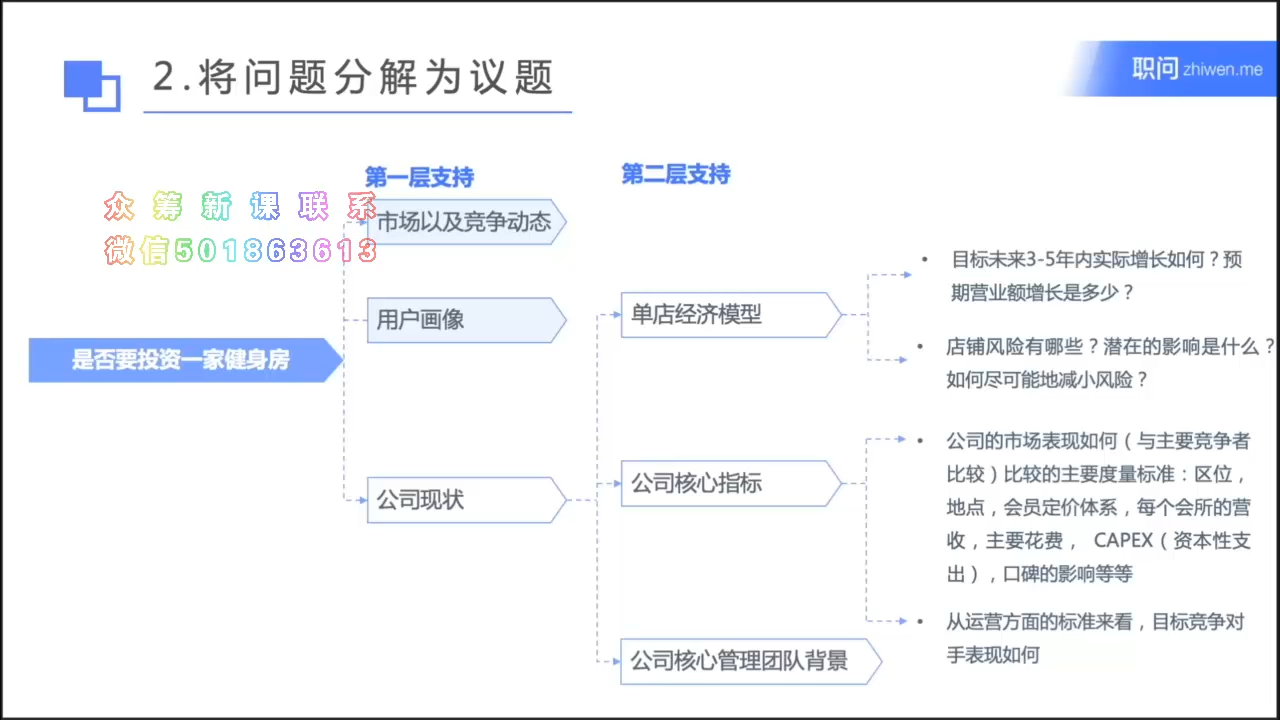 2.将问题分解为议题
职问 zhiwen.me
第一层支持
第二层支持
众筹新课联系
微信501863613
市场以及竞争动态
用户画像
是否要投资一家健身房
公司现状
单店经济模型
公司核心指标
公司核心管理团队背景
• 目标未来3-5年内实际增长如何？预
期营业额增长是多少？
• 店铺风险有哪些？潜在的影响是什么？
如何尽可能地减小风险？
• 公司的市场表现如何（与主要竞争者
比较）比较的主要度量标准：区位，
地点，会员定价体系，每个会所的营
收，主要花费， CAPEX（资本性支
出），口碑的影响等等
• 从运营方面的标准来看，目标竞争对
手表现如何